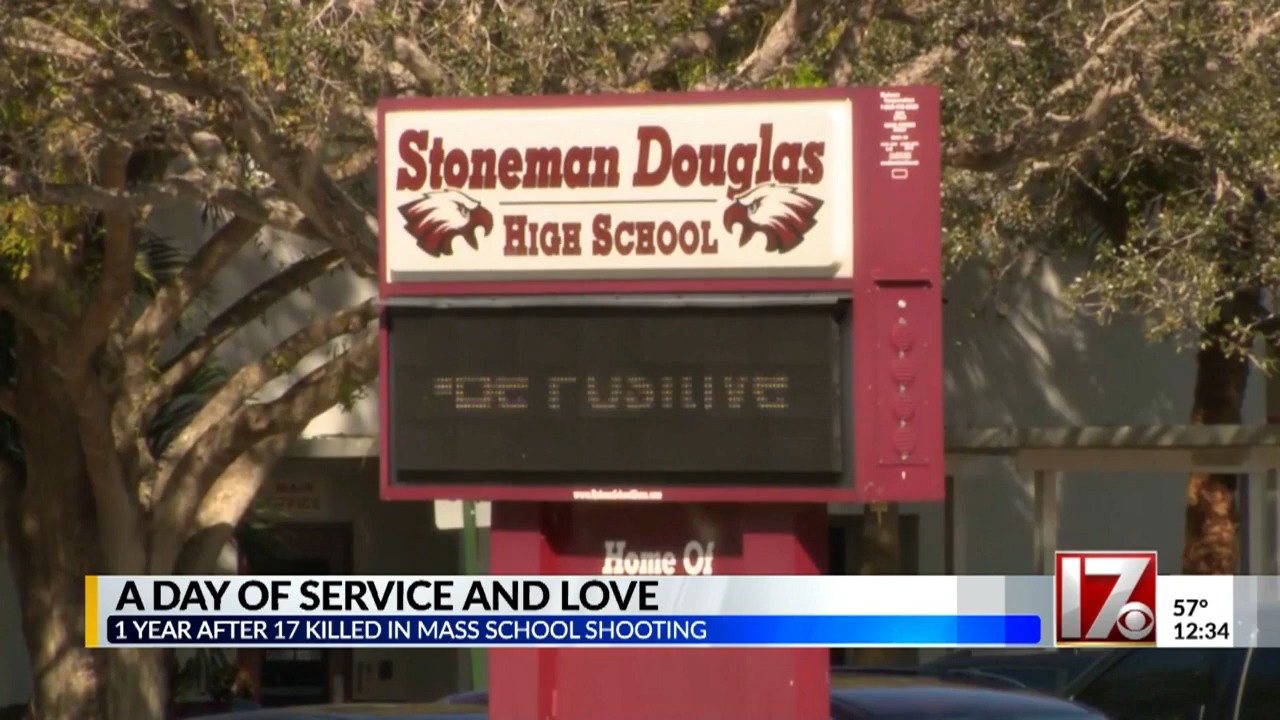 Stoneman Douglas
HIGH SCHOOL
Home Of
A DAY OF SERVICE AND LOVE
1 YEAR AFTER 17 KILLED IN MASS SCHOOL SHOOTING
17
57°
12:34